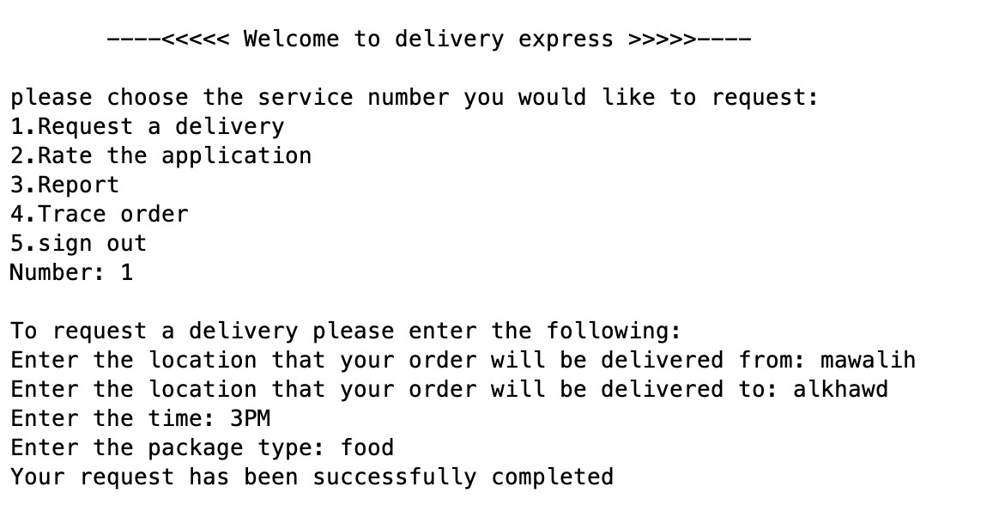 ----<<<<< Welcome to delivery express >>>>>----
please choose the service number you would like to request:
1.Request a delivery
2.Rate the application
3.Report
4.Trace order
5.sign out
Number: 1
To request a delivery please enter the following:
Enter the location that your order will be delivered from: mawalih
Enter the location that your order will be delivered to: alkhawd
Enter the time: 3PM
Enter the package type: food
Your request has been successfully completed